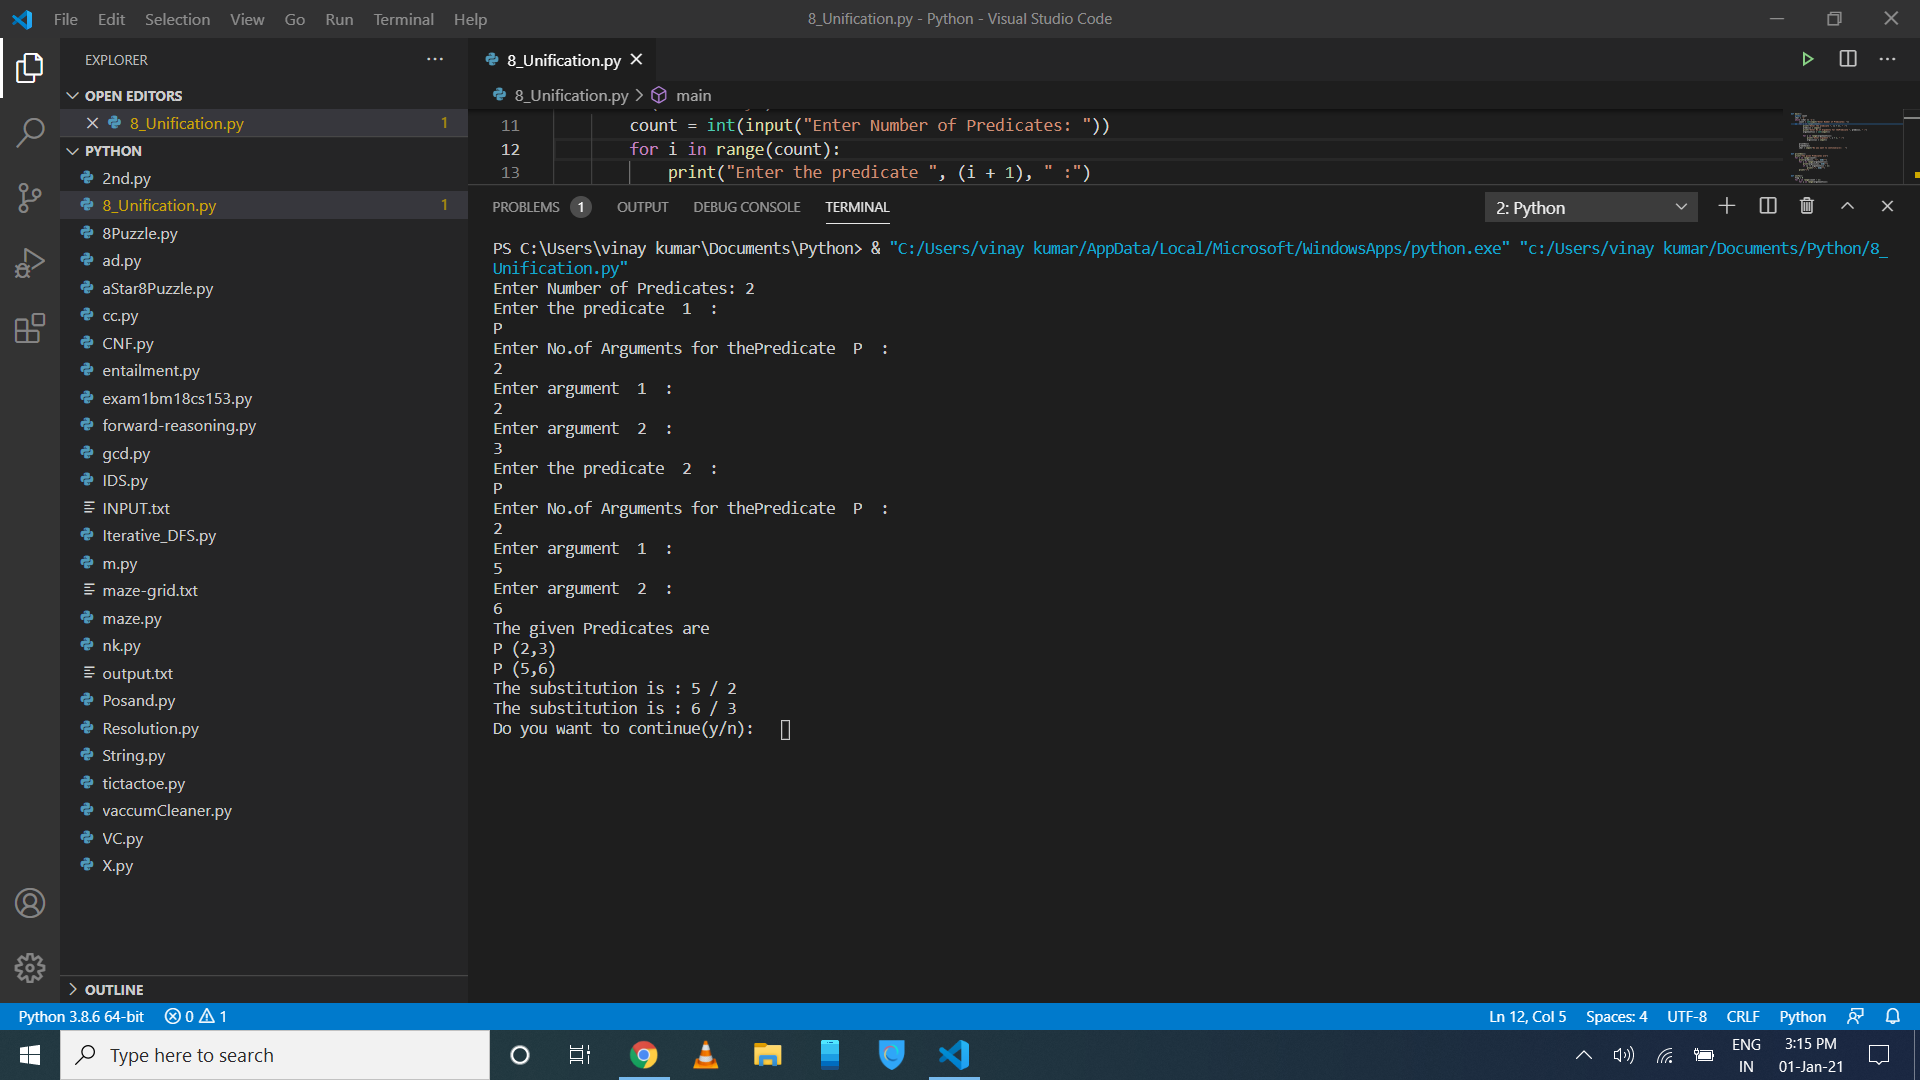 File Edit Selection View Go Run Terminal Help
8_Unification.py - Python - Visual Studio Code
EXPLORER
OPEN EDITORS
8_Unification.py 1
PYTHON
2nd.py
8_Unification.py 1
8Puzzle.py
ad.py
aStar8Puzzle.py
cc.py
CNF.py
entailment.py
exam1bm18cs153.py
forward-reasoning.py
gcd.py
IDS.py
INPUT.txt
Iterative_DFS.py
m.py
maze-grid.txt
maze.py
nk.py
output.txt
Posand.py
Resolution.py
String.py
tictactoe.py
vaccumCleaner.py
VC.py
X.py
OUTLINE
8_Unification.py
8_Unification.py > main
11 count = int(input("Enter Number of Predicates: "))
12 for i in range(count):
13 print("Enter the predicate ", (i + 1), " :")
PROBLEMS 1 OUTPUT DEBUG CONSOLE TERMINAL
2: Python
PS C:\Users\vinay kumar\Documents\Python> & "C:/Users/vinay kumar/AppData/Local/Microsoft/WindowsApps/python.exe" "c:/Users/vinay kumar/Documents/Python/8_
Unification.py"
Enter Number of Predicates: 2
Enter the predicate  1  :
P
Enter No.of Arguments for thePredicate  P  :
2
Enter argument  1  :
2
Enter argument  2  :
3
Enter the predicate  2  :
P
Enter No.of Arguments for thePredicate  P  :
2
Enter argument  1  :
5
Enter argument  2  :
6
The given Predicates are
P (2,3)
P (5,6)
The substitution is : 5 / 2
The substitution is : 6 / 3
Do you want to continue(y/n):
Python 3.8.6 64-bit 0 1
Ln 12, Col 5 Spaces: 4 UTF-8 CRLF Python
Type here to search
ENG
IN
3:15 PM
01-Jan-21